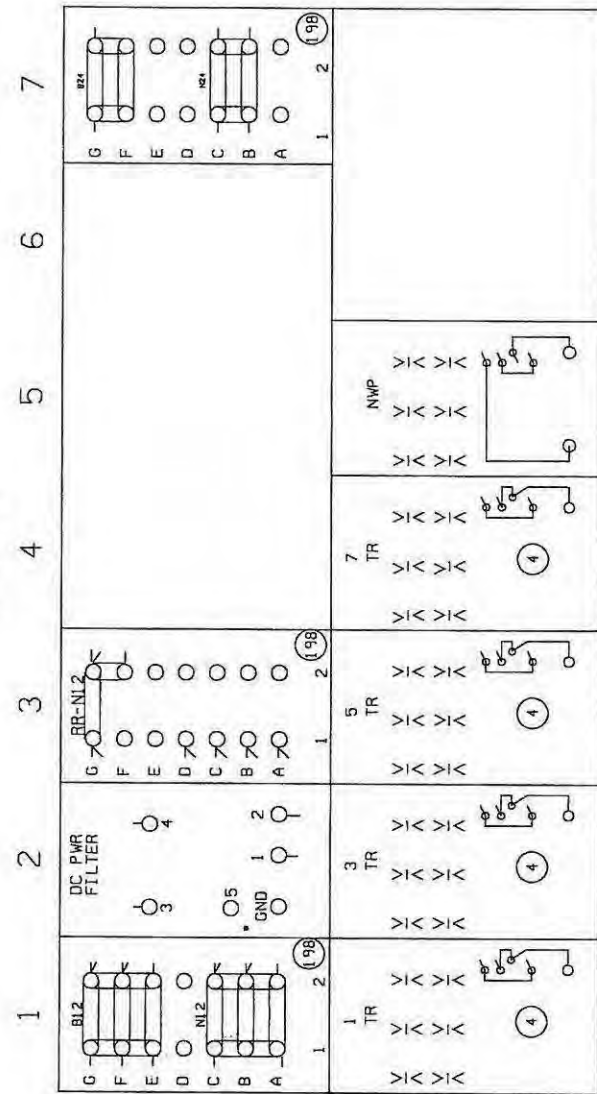 1 2 3 4 5 6 7
B12
G
F
E
D
N12
C
B
A
1 2
198
DC PWR
FILTER
3 4
5
* GND 1 2
RR-N12
G
F
E
D
C
B
A
1 2
198
B24
G
F
E
D
N24
C
B
A
1 2
198
1
TR
4
3
TR
4
5
TR
4
7
TR
4
NWP